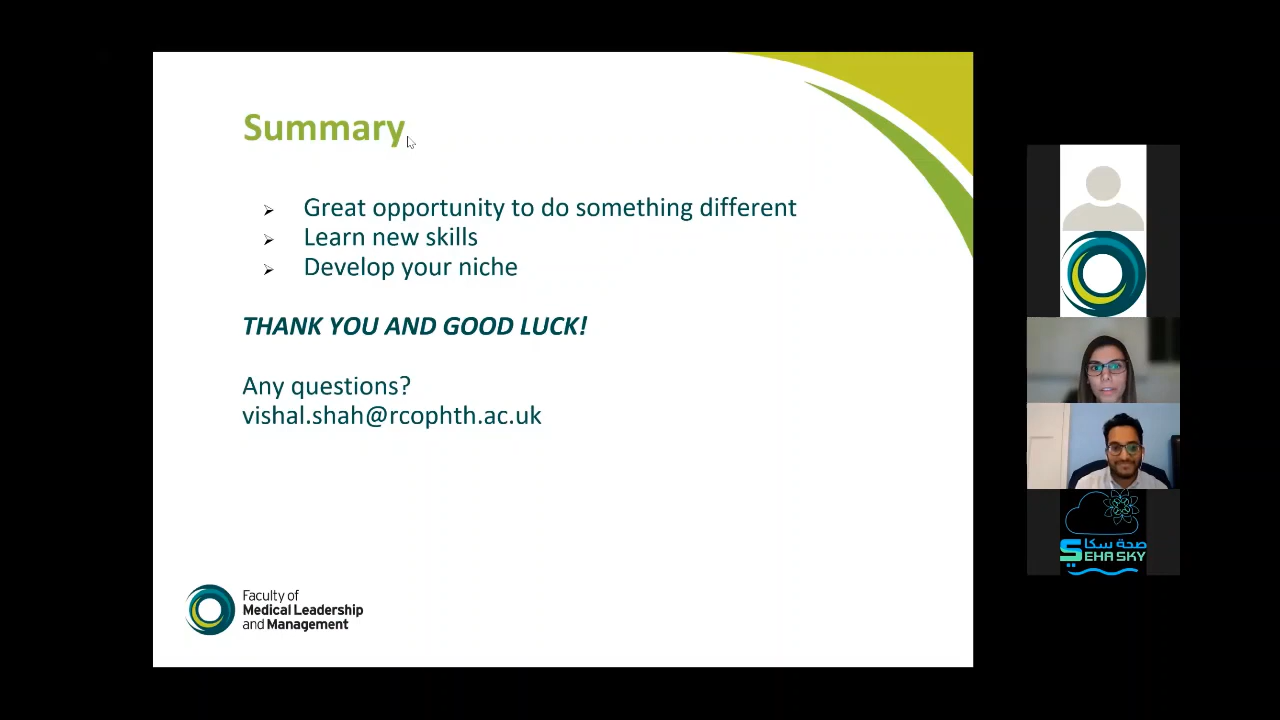 Summary
Great opportunity to do something different
Learn new skills
Develop your niche
THANK YOU AND GOOD LUCK!
Any questions?
vishal.shah@rcophth.ac.uk
Faculty of
Medical Leadership
and Management
صحة سكاي
SEHA SKY